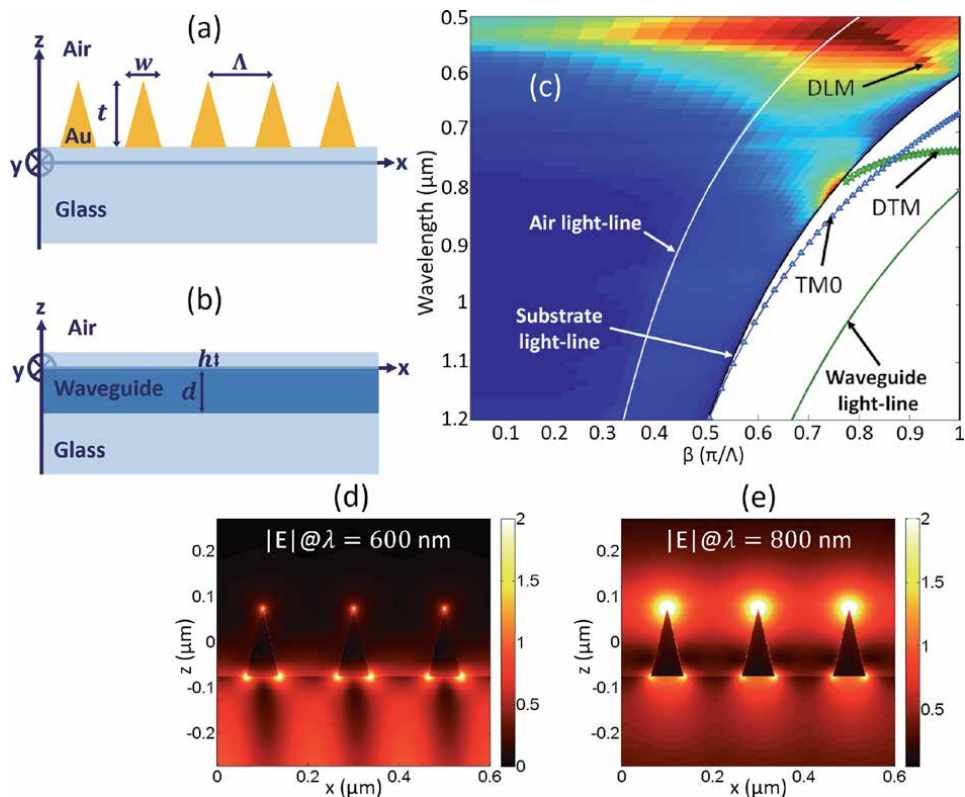 (a)
z
Air
w
Λ
t
Au
y
x
Glass
(b)
z
Air
h
y
x
Waveguide
d
Glass
(c)
Wavelength (μm)
0.5
0.6
0.7
0.8
0.9
1
1.1
1.2
DLM
DTM
TM0
Air light-line
Substrate
light-line
Waveguide
light-line
0.1 0.2 0.3 0.4 0.5 0.6 0.7 0.8 0.9 1
β (π/Λ)
(d)
|E|@λ = 600 nm
z (μm)
0.2
0.1
0
-0.1
-0.2
0 0.2 0.4 0.6
x (μm)
2
1.5
1
0.5
0
(e)
|E|@λ = 800 nm
z (μm)
0.2
0.1
0
-0.1
-0.2
0 0.2 0.4 0.6
x (μm)
2
1.5
1
0.5